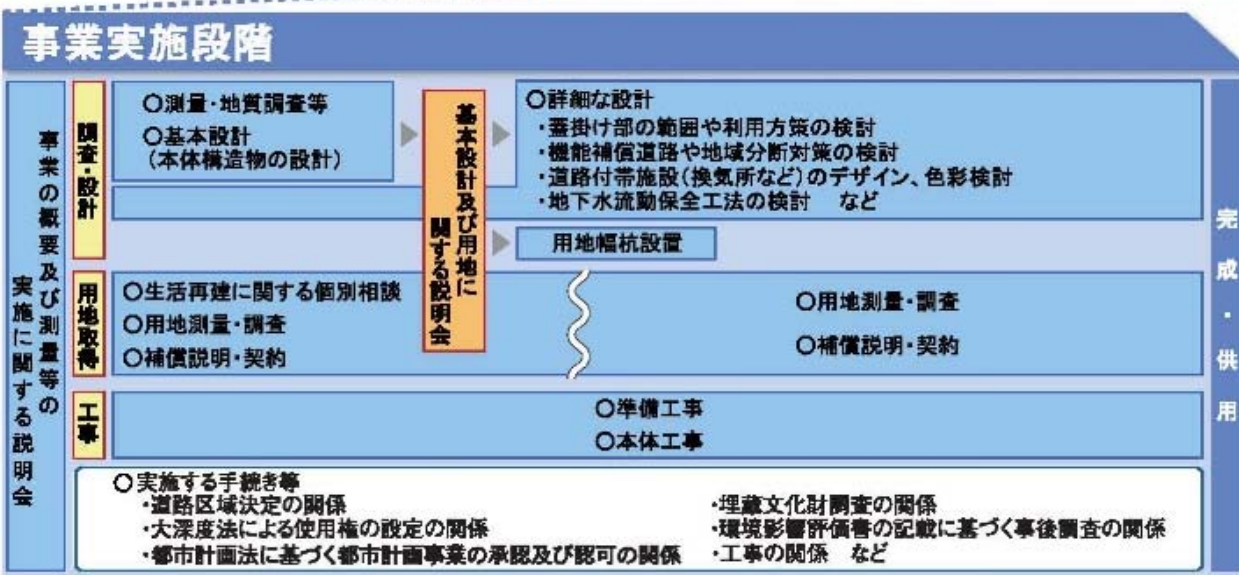 事業実施段階
事業の概要及び測量等の
実施に関する説明会
調査・設計
○測量・地質調査等
○基本設計
(本体構造物の設計)
基本設計及び用地に
関する説明会
○詳細な設計
・蓋掛け部の範囲や利用方策の検討
・機能補償道路や地域分断対策の検討
・道路付帯施設(換気所など)のデザイン、色彩検討
・地下水流動保全工法の検討 など
用地幅杭設置
用地取得
○生活再建に関する個別相談
○用地測量・調査
○補償説明・契約
○用地測量・調査
○補償説明・契約
工事
○準備工事
○本体工事
○実施する手続き等
・道路区域決定の関係
・大深度法による使用権の設定の関係
・都市計画法に基づく都市計画事業の承認及び認可の関係
・埋蔵文化財調査の関係
・環境影響評価書の記載に基づく事後調査の関係
・工事の関係 など
完成・供用